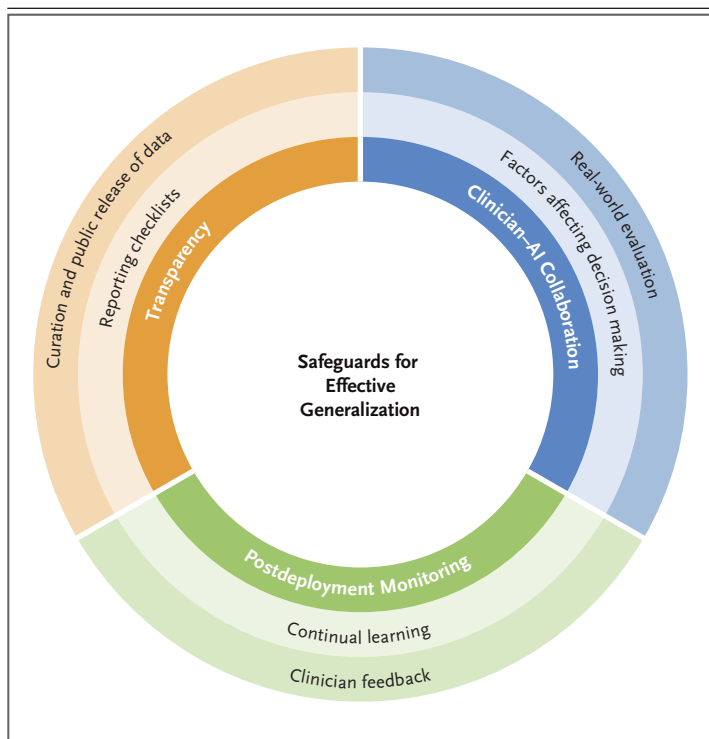 Curation and public release of data
Reporting checklists
Transparency
Real-world evaluation
Factors affecting decision making
Clinician–AI Collaboration
Safeguards for
Effective
Generalization
Postdeployment Monitoring
Continual learning
Clinician feedback